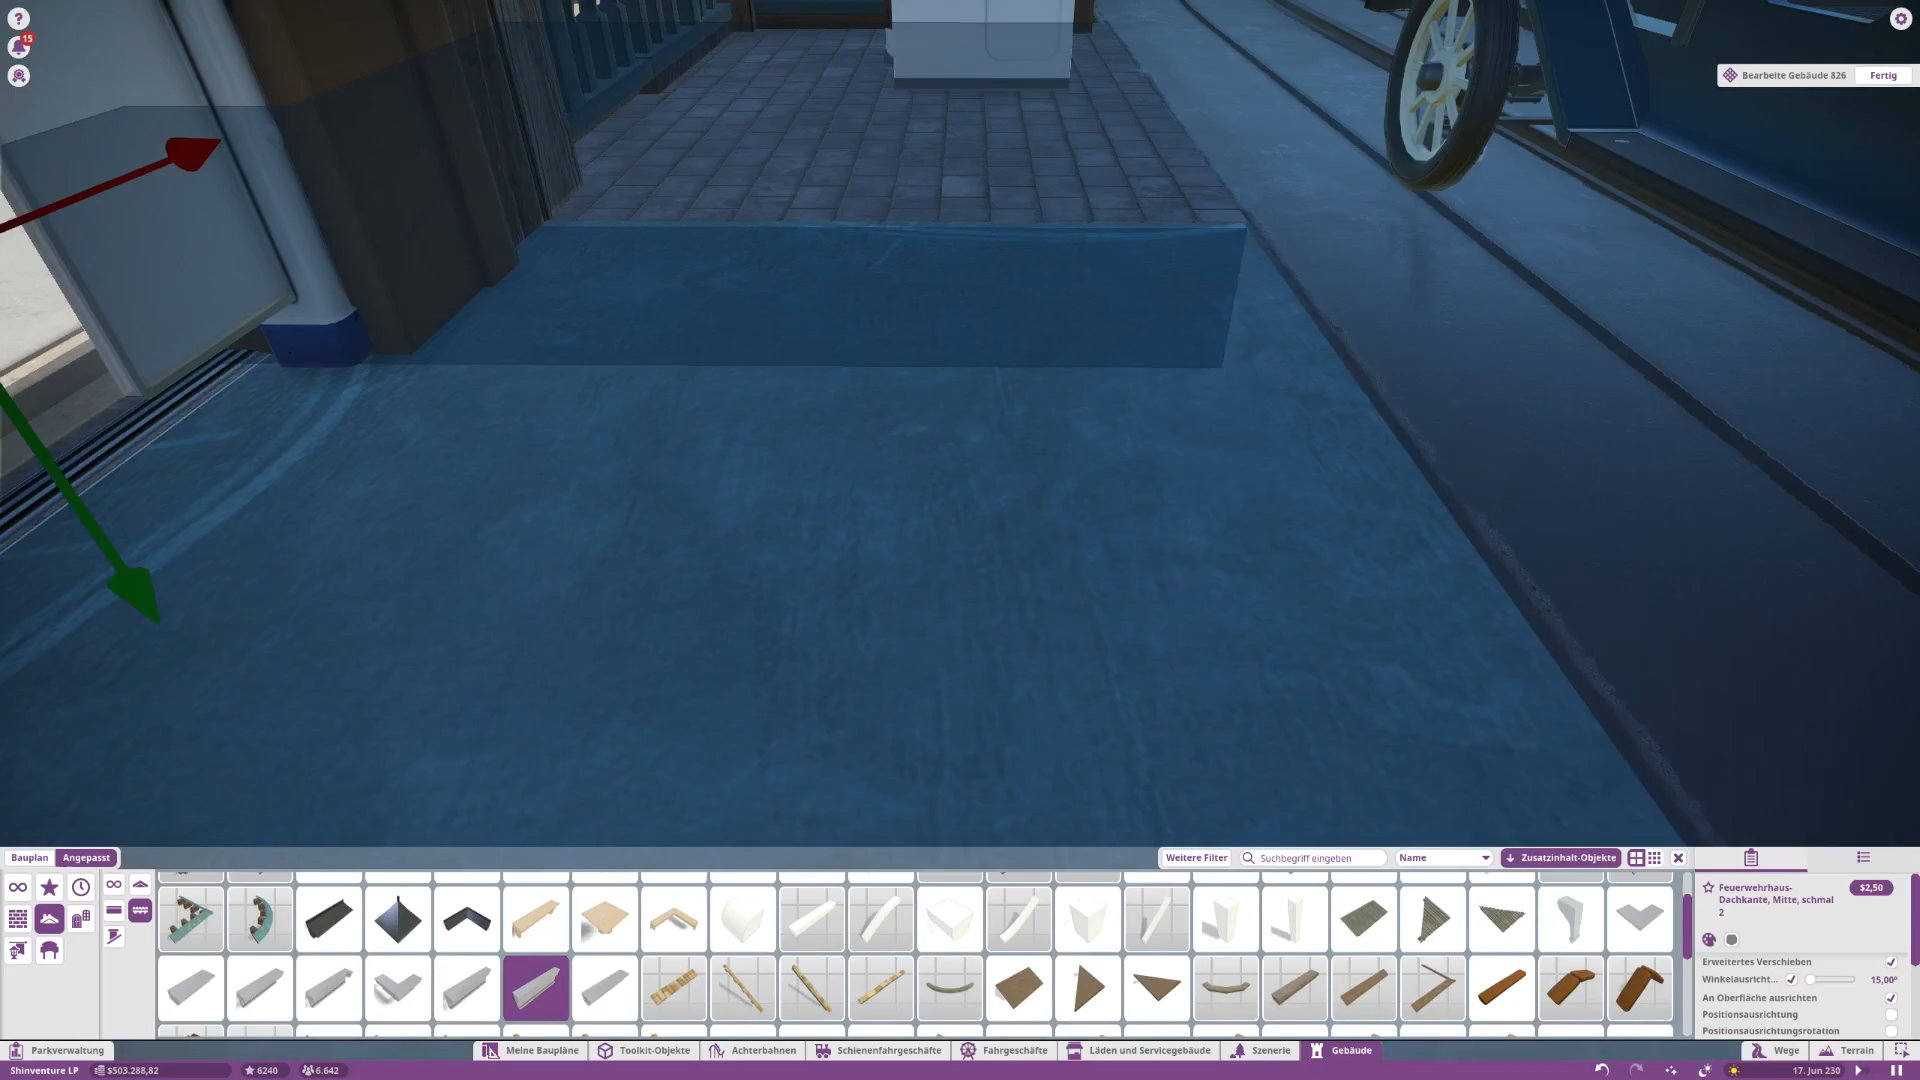 ?
15
Bearbeite Gebäude 826
Fertig
Bauplan
Angepasst
Weitere Filter
Suchbegriff eingeben
Name
Zusatzinhalt-Objekte
Feuerwehrhaus-
Dachkante, Mitte, schmal
2
$2,50
Erweitertes Verschieben
Winkelausricht...
15,00°
An Oberfläche ausrichten
Positionsausrichtung
Positionsausrichtungsrotation
Parkverwaltung
Meine Baupläne
Toolkit-Objekte
Achterbahnen
Schienenfahrgeschäfte
Fahrgeschäfte
Läden und Servicegebäude
Szenerie
Gebäude
Wege
Terrain
Shinventure LP
$503.288,82
6240
6.642
17. Jun 230